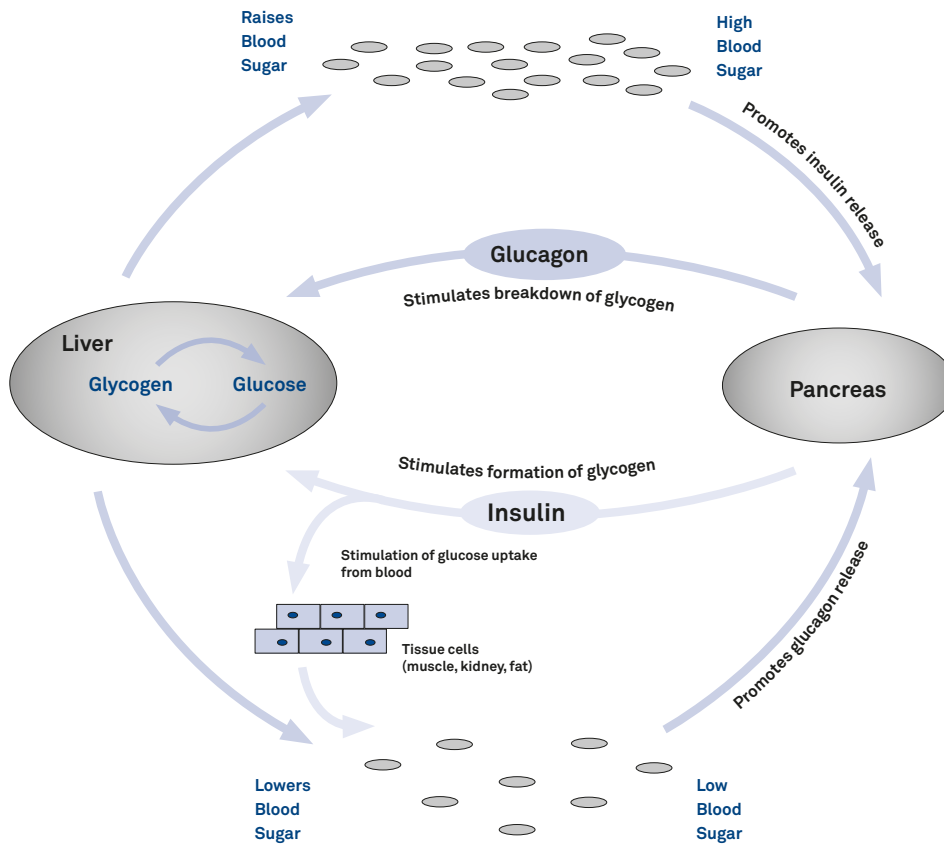 Raises
Blood
Sugar
High
Blood
Sugar
Promotes insulin release
Glucagon
Stimulates breakdown of glycogen
Liver
Glycogen
Glucose
Pancreas
Stimulates formation of glycogen
Insulin
Stimulation of glucose uptake
from blood
Tissue cells
(muscle, kidney, fat)
Promotes glucagon release
Lowers
Blood
Sugar
Low
Blood
Sugar